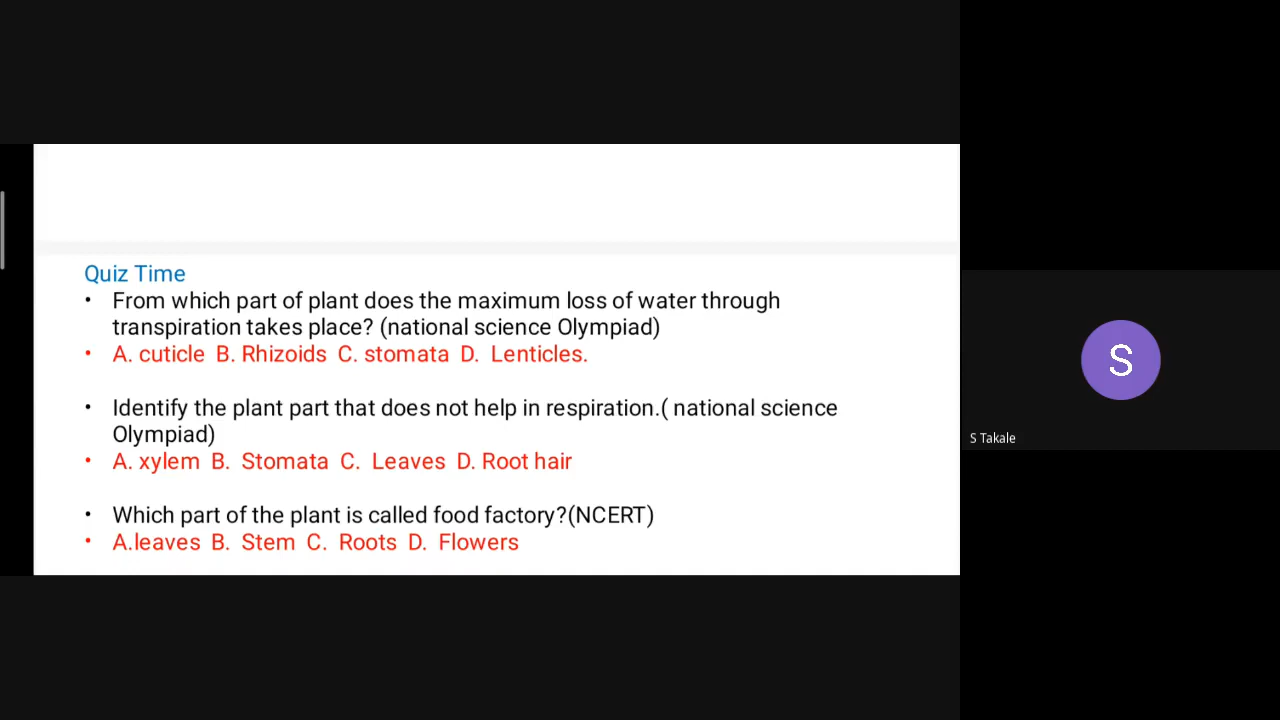 Quiz Time
• From which part of plant does the maximum loss of water through
transpiration takes place? (national science Olympiad)
• A. cuticle B. Rhizoids C. stomata D. Lenticles.
• Identify the plant part that does not help in respiration.( national science
Olympiad)
• A. xylem B. Stomata C. Leaves D. Root hair
• Which part of the plant is called food factory?(NCERT)
• A.leaves B. Stem C. Roots D. Flowers
S
S Takale